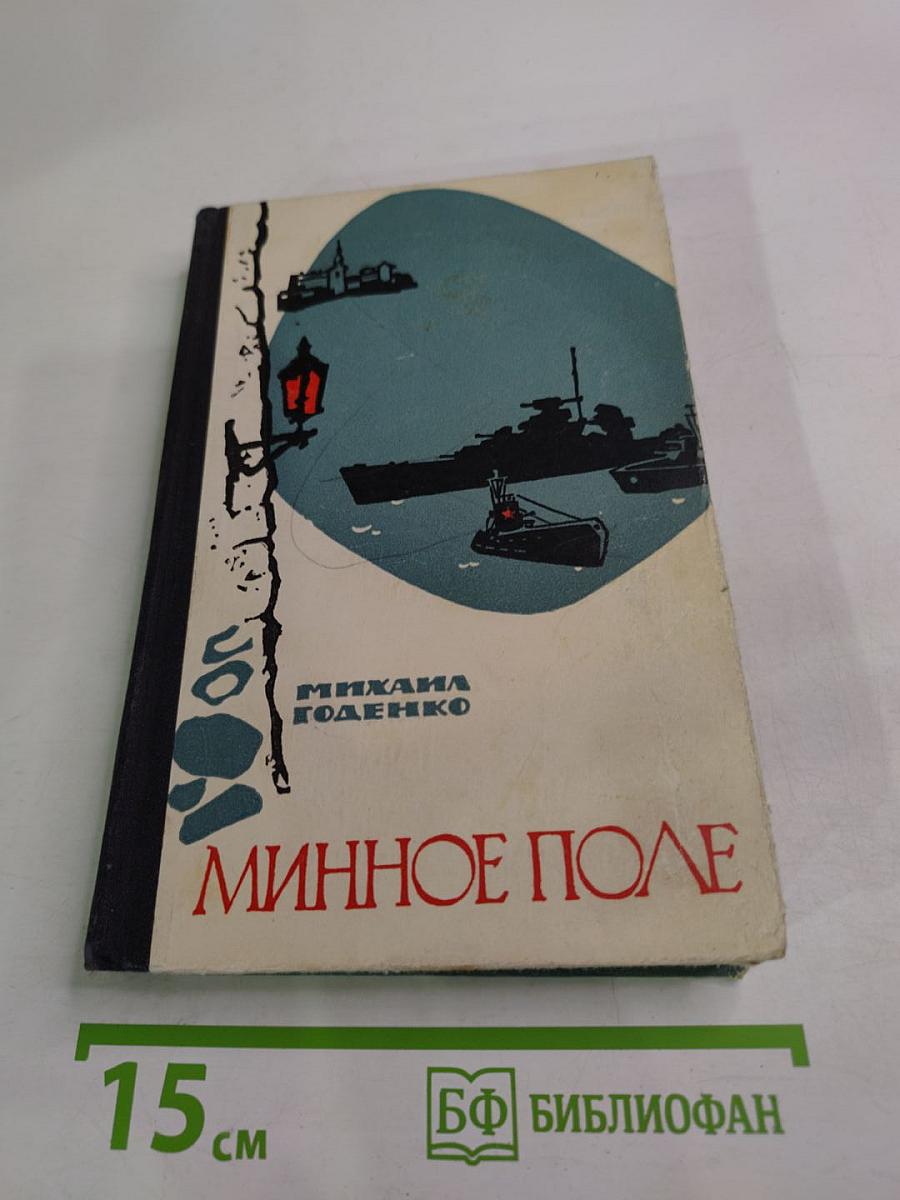 МИХАИЛ
ГОДЕНКО
МИННОЕ ПОЛЕ
15 см
БФ БИБЛИОФАН